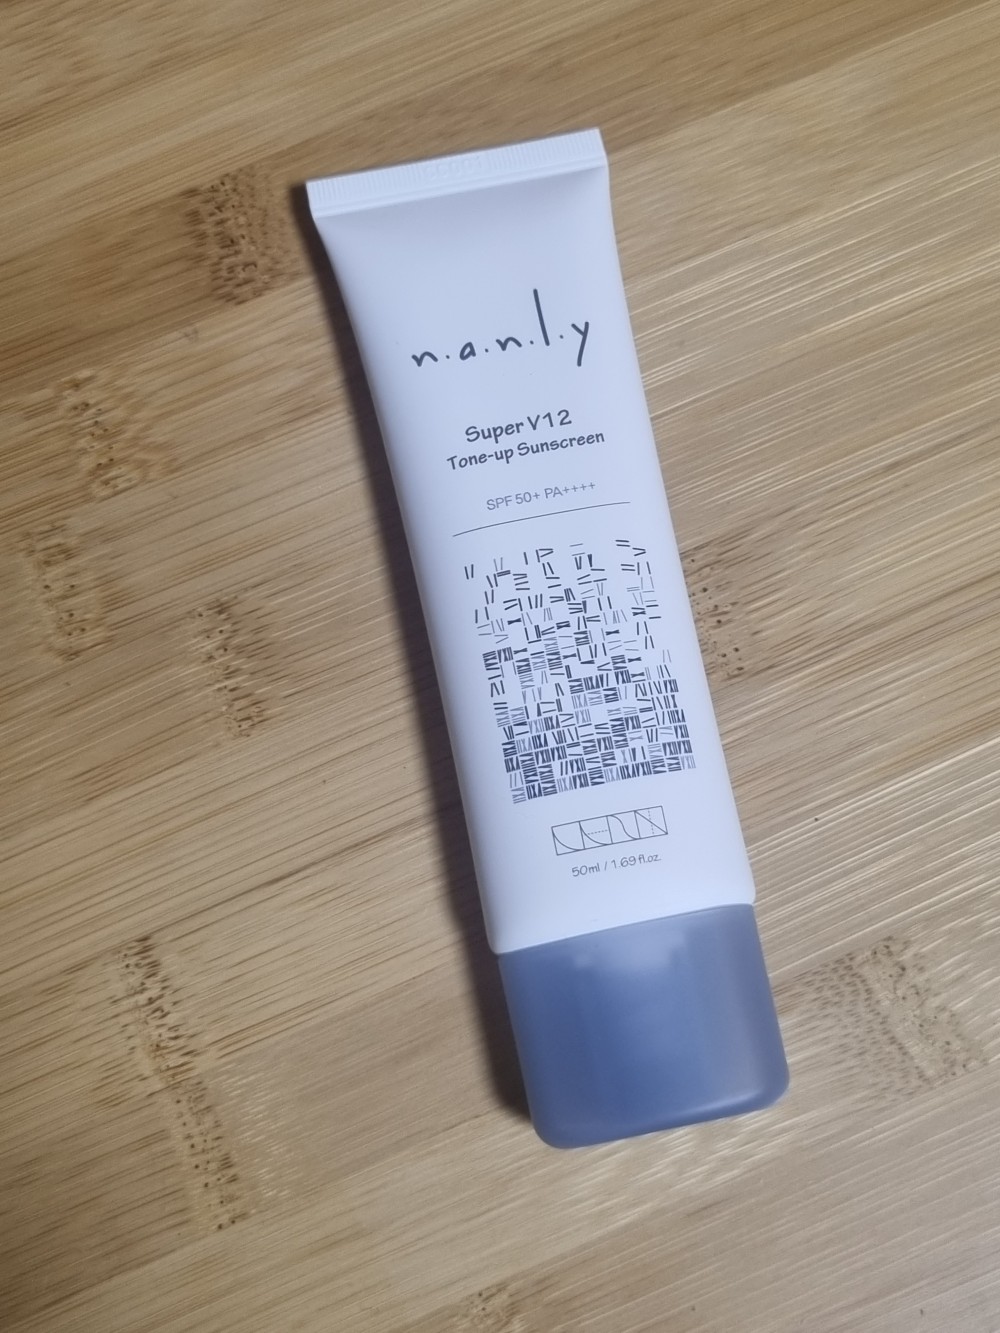 n.a.n.l.y
Super V12
Tone-up Sunscreen
SPF 50+ PA++++
50ml / 1.69 fl.oz.